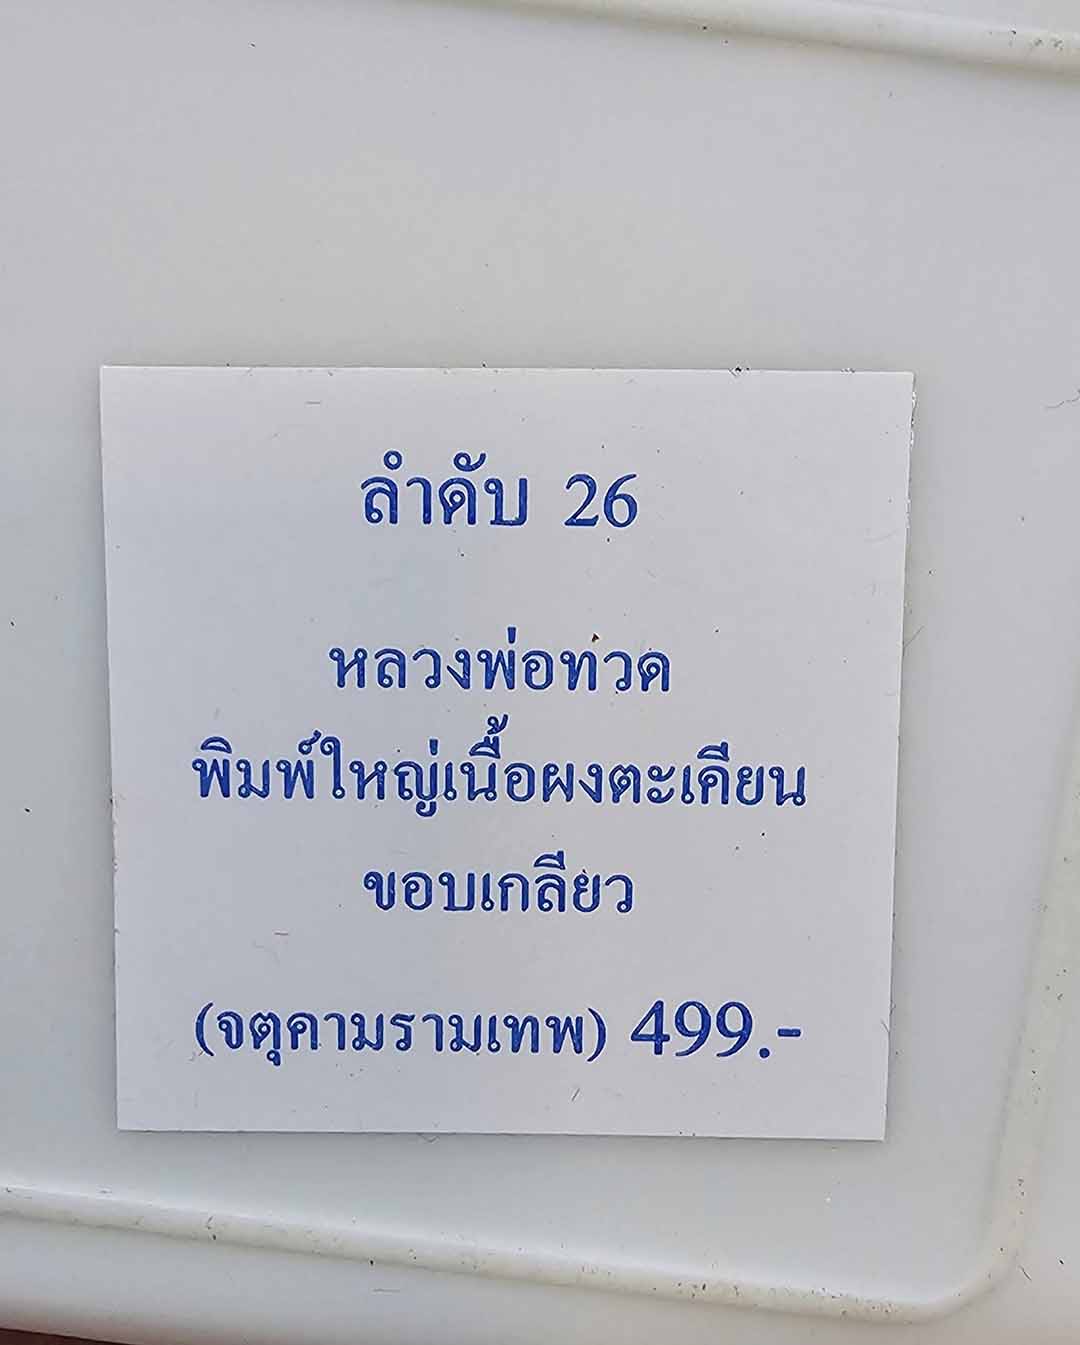 ลำดับ 26
หลวงพ่อทวด
พิมพ์ใหญ่เนื้อผงตะเคียน
ขอบเกลียว
(จตุคามรามเทพ) 499.-